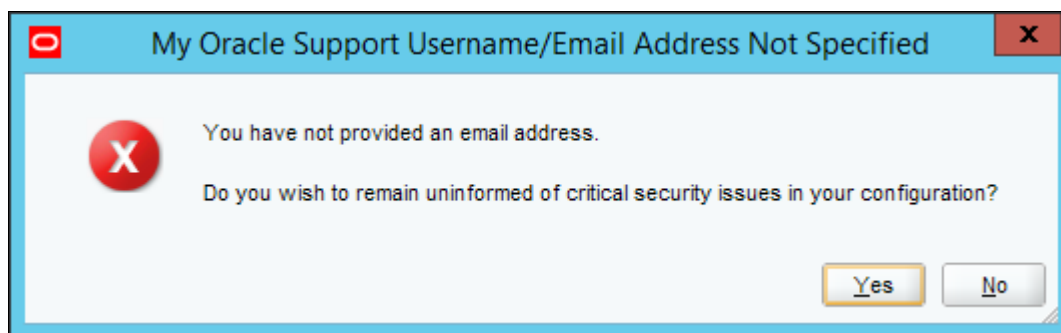 My Oracle Support Username/Email Address Not Specified
x
You have not provided an email address.
Do you wish to remain uninformed of critical security issues in your configuration?
Yes No